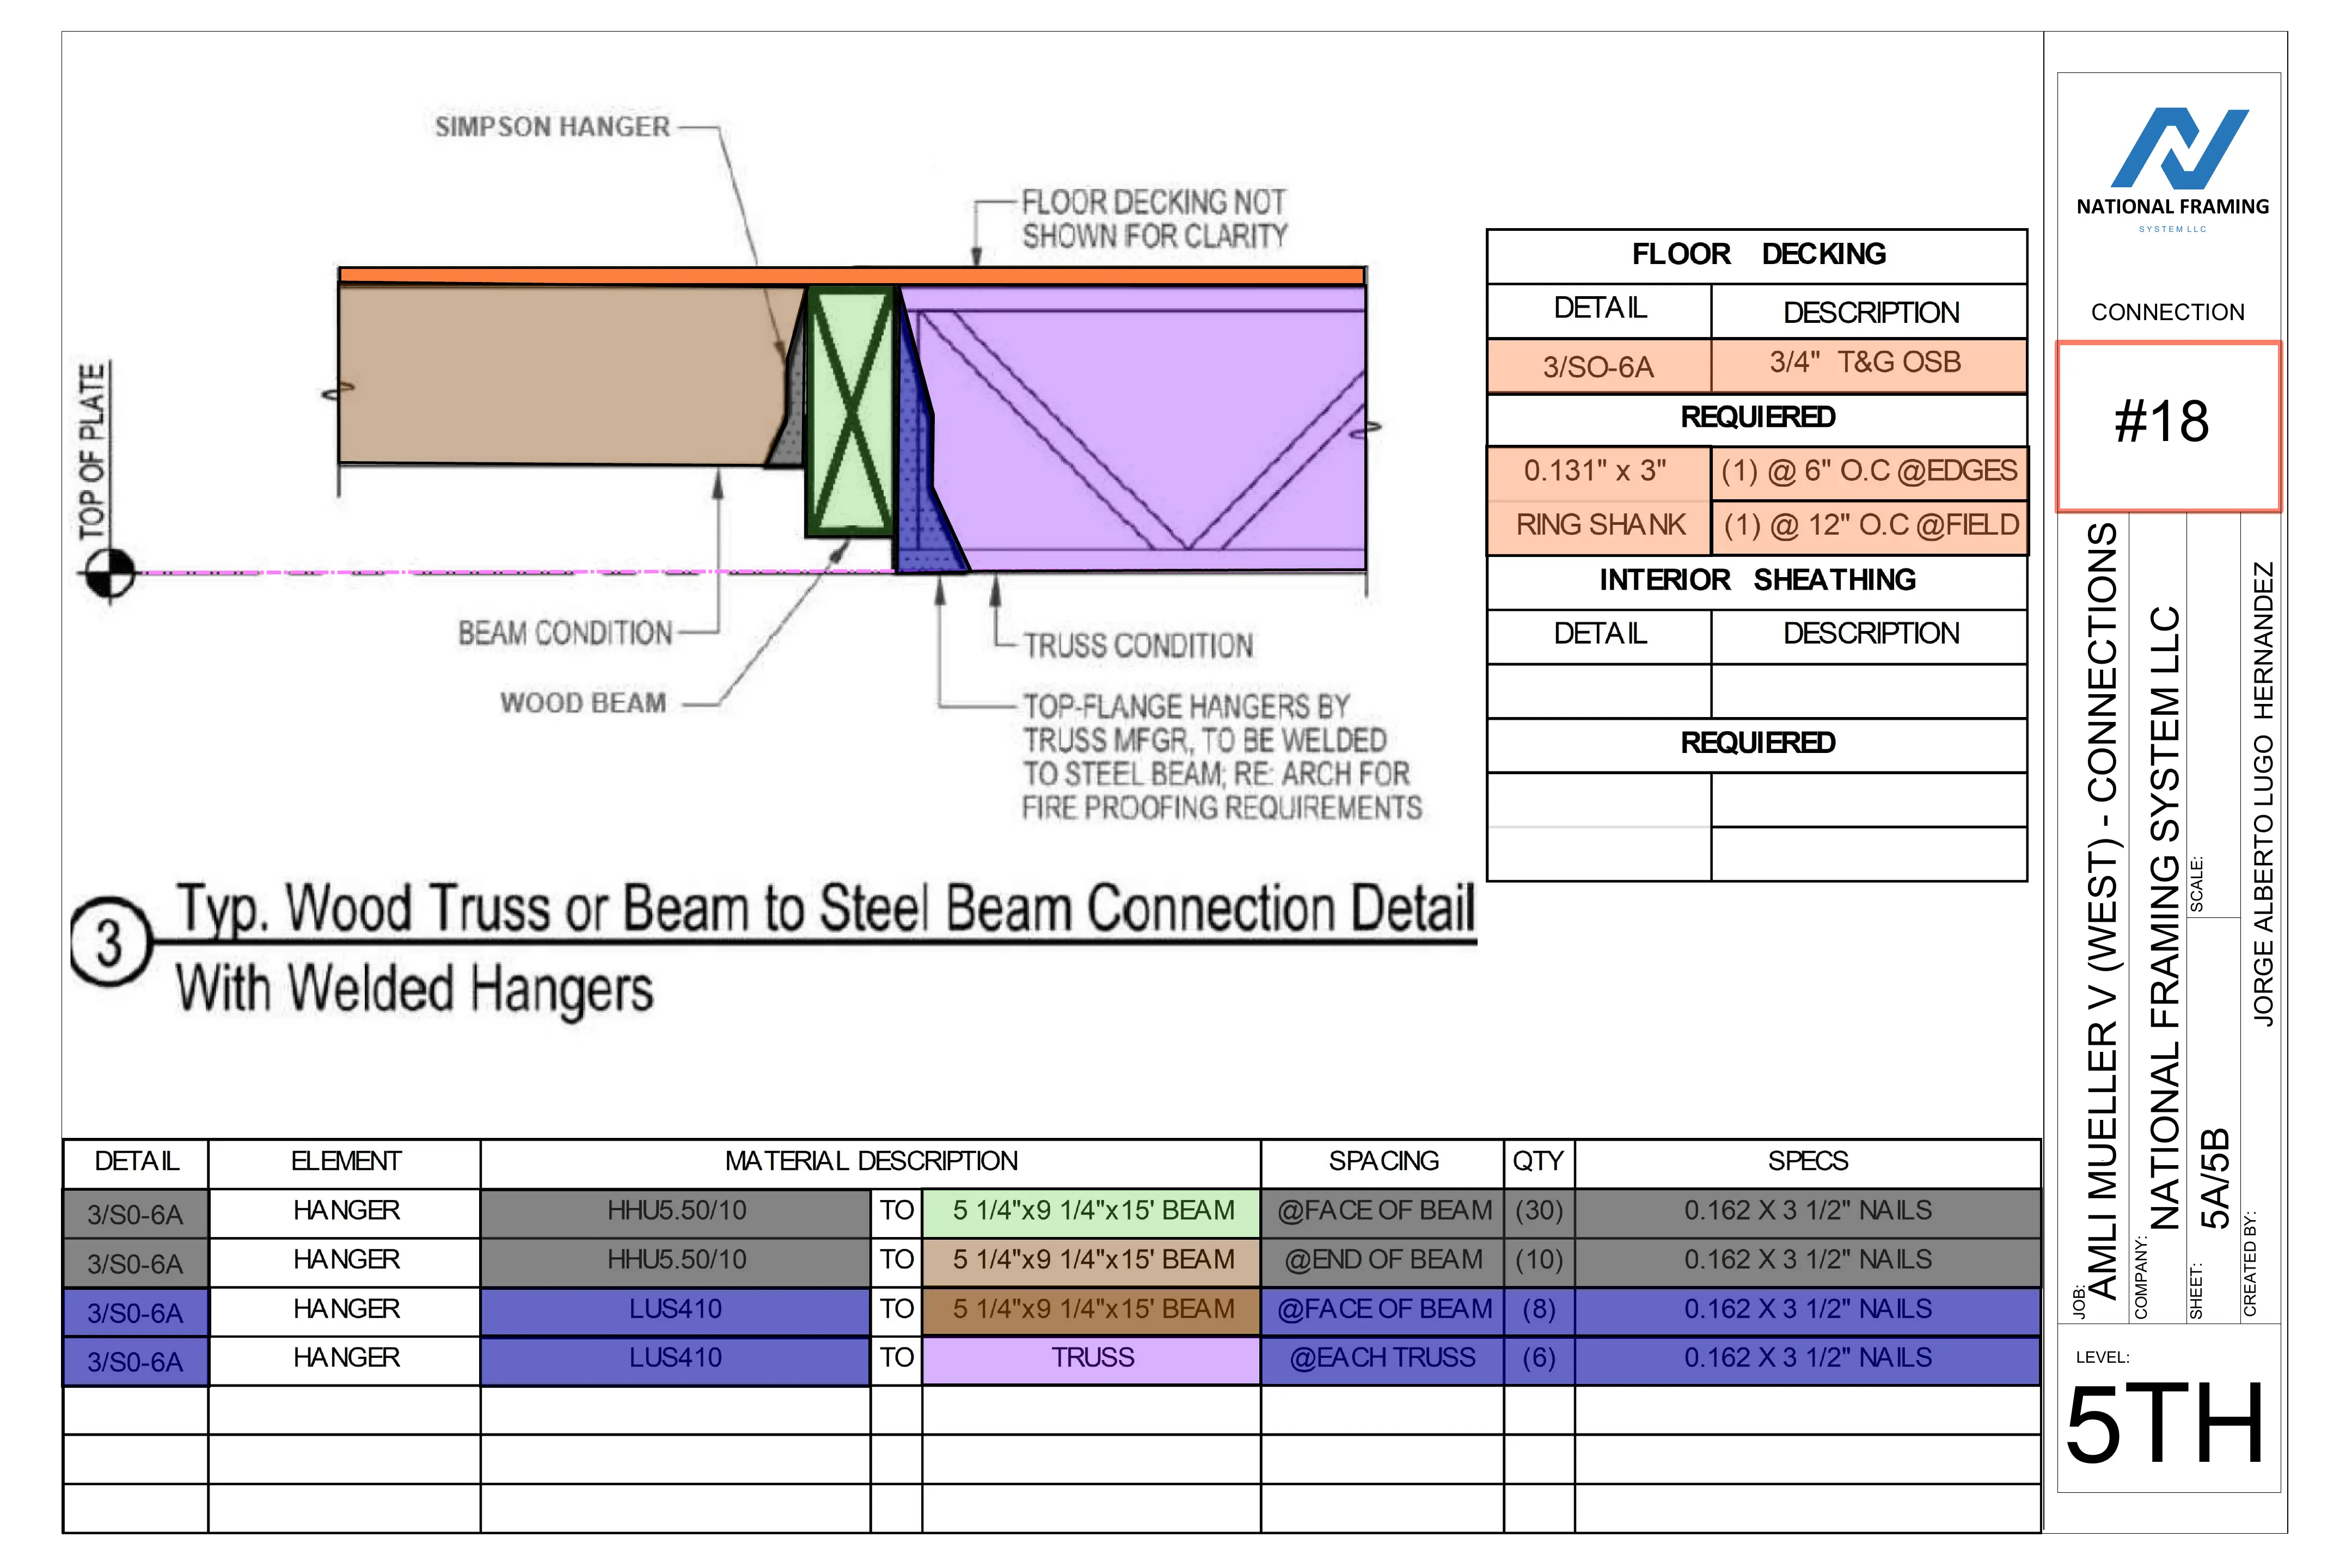 SIMPSON HANGER
FLOOR DECKING NOT
SHOWN FOR CLARITY
TOP OF PLATE
BEAM CONDITION
WOOD BEAM
TRUSS CONDITION
TOP-FLANGE HANGERS BY
TRUSS MFGR, TO BE WELDED
TO STEEL BEAM; RE: ARCH FOR
FIRE PROOFING REQUIREMENTS
3 Typ. Wood Truss or Beam to Steel Beam Connection Detail
With Welded Hangers
FLOOR DECKING
DETAIL DESCRIPTION
3/SO-6A 3/4" T&G OSB
REQUIERED
0.131" x 3" (1) @ 6" O.C @EDGES
RING SHANK (1) @ 12" O.C @FIELD
INTERIOR SHEATHING
DETAIL DESCRIPTION
REQUIERED
DETAIL ELEMENT MATERIAL DESCRIPTION SPACING QTY SPECS
3/S0-6A HANGER HHU5.50/10 TO 5 1/4"x9 1/4"x15' BEAM @FACE OF BEAM (30) 0.162 X 3 1/2" NAILS
3/S0-6A HANGER HHU5.50/10 TO 5 1/4"x9 1/4"x15' BEAM @END OF BEAM (10) 0.162 X 3 1/2" NAILS
3/S0-6A HANGER LUS410 TO 5 1/4"x9 1/4"x15' BEAM @FACE OF BEAM (8) 0.162 X 3 1/2" NAILS
3/S0-6A HANGER LUS410 TO TRUSS @EACH TRUSS (6) 0.162 X 3 1/2" NAILS
NATIONAL FRAMING
SYSTEM LLC
CONNECTION
#18
JOB: AMLI MUELLER V (WEST) - CONNECTIONS
COMPANY: NATIONAL FRAMING SYSTEM LLC
SHEET: 5A/5B
SCALE:
CREATED BY: JORGE ALBERTO LUGO HERNANDEZ
LEVEL:
5TH